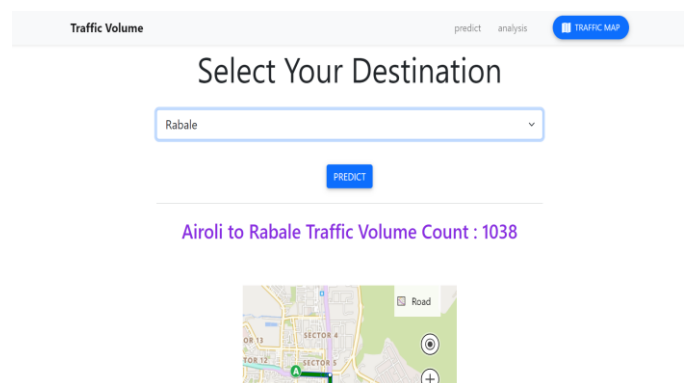 Traffic Volume
predict analysis TRAFFIC MAP
Select Your Destination
Rabale
PREDICT
Airoli to Rabale Traffic Volume Count : 1038
Road
SECTOR 4
OR 13
TOR 12
SECTOR 5
A